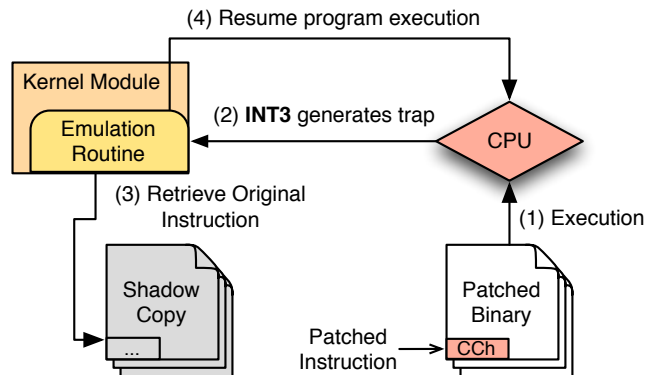 (4) Resume program execution
Kernel Module
(2) INT3 generates trap
Emulation
Routine
CPU
(3) Retrieve Original
Instruction
(1) Execution
Shadow
Copy
...
Patched
Binary
Patched
Instruction
CCh